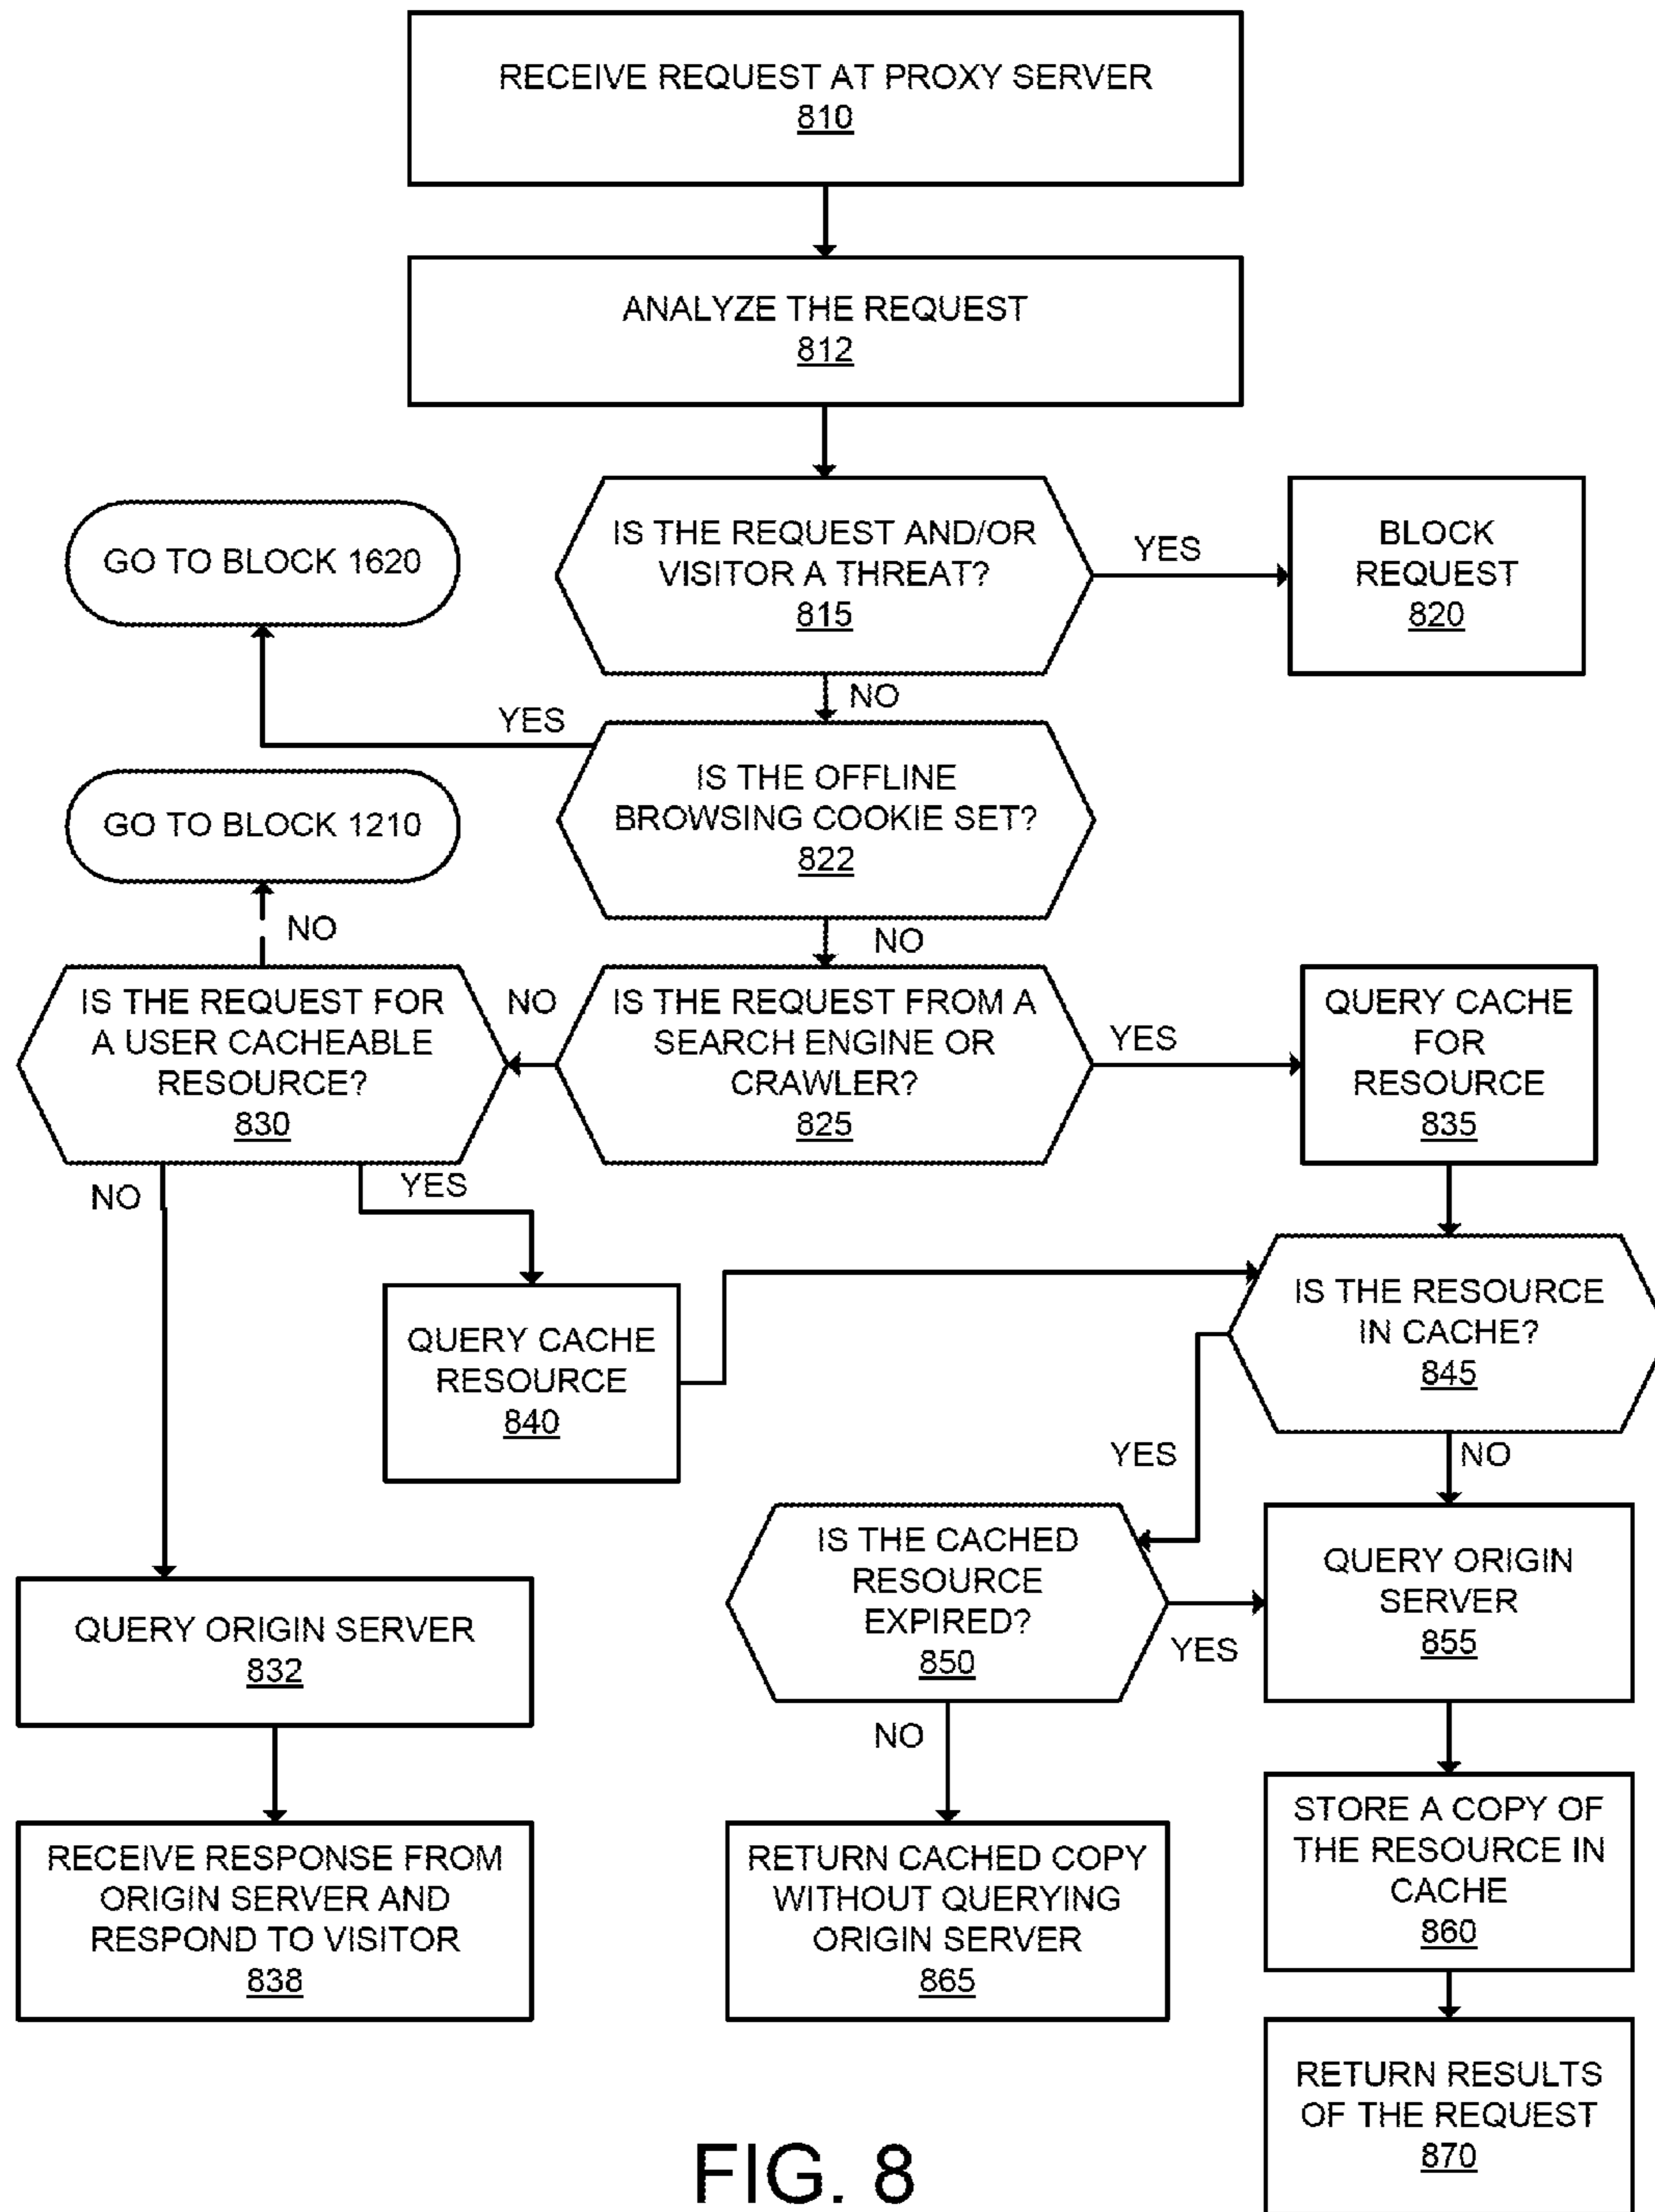 RECEIVE REQUEST AT PROXY SERVER
810
ANALYZE THE REQUEST
812
IS THE REQUEST AND/OR
VISITOR A THREAT?
815
YES
BLOCK
REQUEST
820
GO TO BLOCK 1620
NO
YES
IS THE OFFLINE
BROWSING COOKIE SET?
822
GO TO BLOCK 1210
NO
NO
IS THE REQUEST FOR
A USER CACHEABLE
RESOURCE?
830
NO
IS THE REQUEST FROM A
SEARCH ENGINE OR
CRAWLER?
825
YES
QUERY CACHE
FOR
RESOURCE
835
NO
YES
QUERY CACHE
RESOURCE
840
IS THE RESOURCE
IN CACHE?
845
YES
NO
IS THE CACHED
RESOURCE
EXPIRED?
850
YES
QUERY ORIGIN
SERVER
855
QUERY ORIGIN SERVER
832
NO
RECEIVE RESPONSE FROM
ORIGIN SERVER AND
RESPOND TO VISITOR
838
RETURN CACHED COPY
WITHOUT QUERYING
ORIGIN SERVER
865
STORE A COPY OF
THE RESOURCE IN
CACHE
860
RETURN RESULTS
OF THE REQUEST
870
FIG. 8